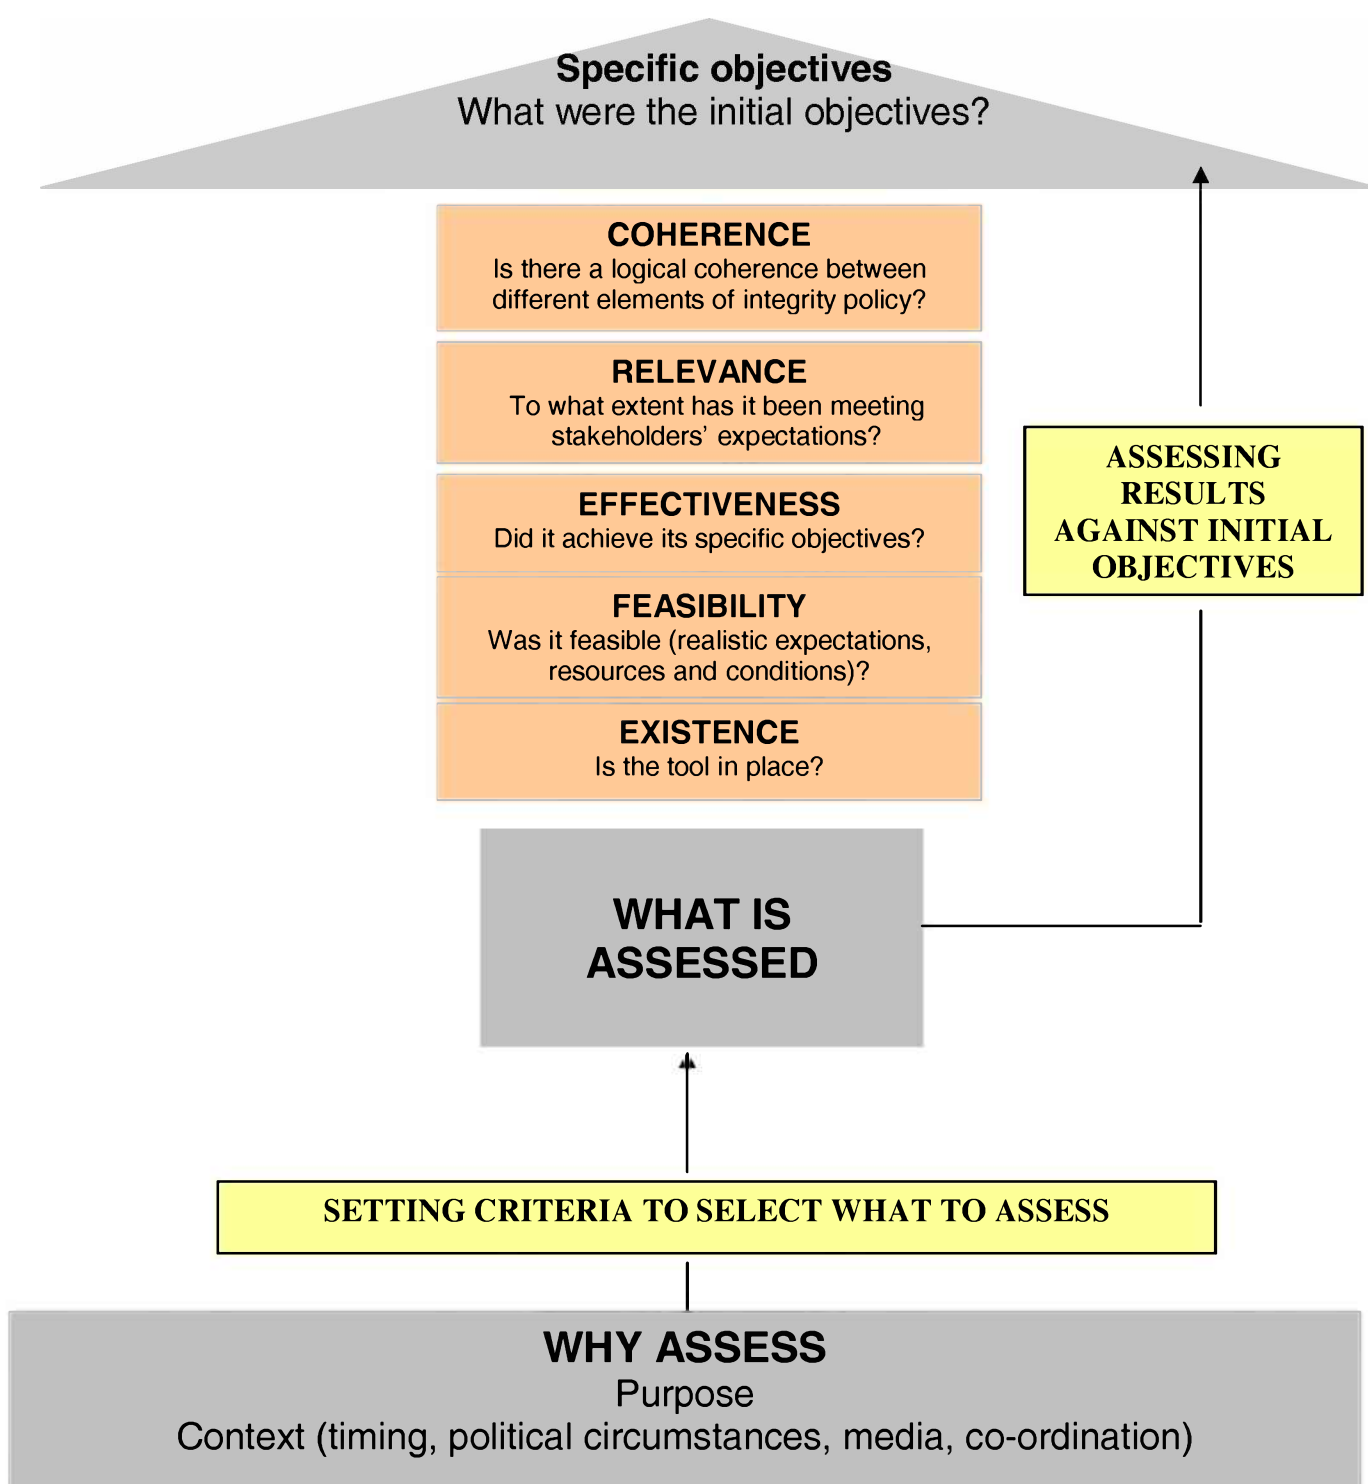 Specific objectives
What were the initial objectives?
COHERENCE
Is there a logical coherence between
different elements of integrity policy?
RELEVANCE
To what extent has it been meeting
stakeholders’ expectations?
EFFECTIVENESS
Did it achieve its specific objectives?
FEASIBILITY
Was it feasible (realistic expectations,
resources and conditions)?
EXISTENCE
Is the tool in place?
ASSESSING
RESULTS
AGAINST INITIAL
OBJECTIVES
WHAT IS
ASSESSED
SETTING CRITERIA TO SELECT WHAT TO ASSESS
WHY ASSESS
Purpose
Context (timing, political circumstances, media, co-ordination)